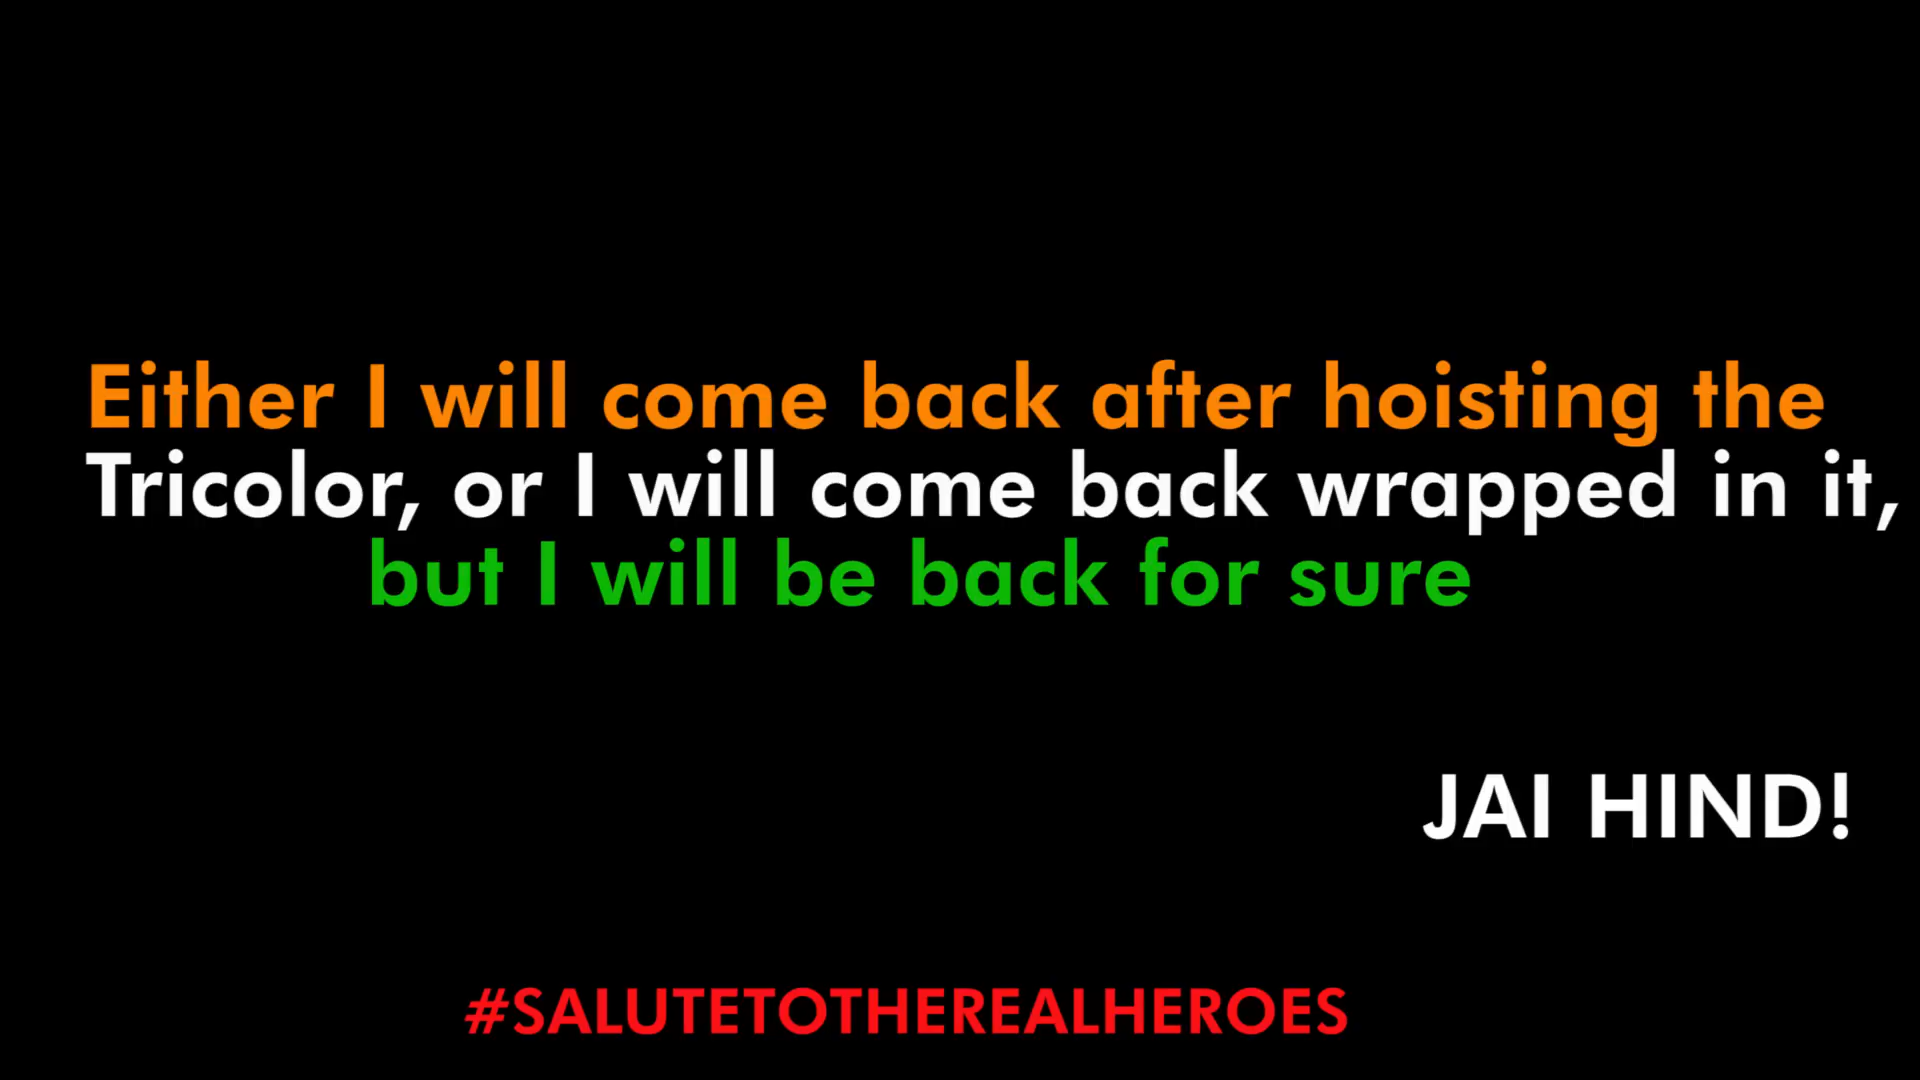 Either I will come back after hoisting the
Tricolor, or I will come back wrapped in it,
but I will be back for sure
JAI HIND!
#SALUTETOTHEREALHEROES